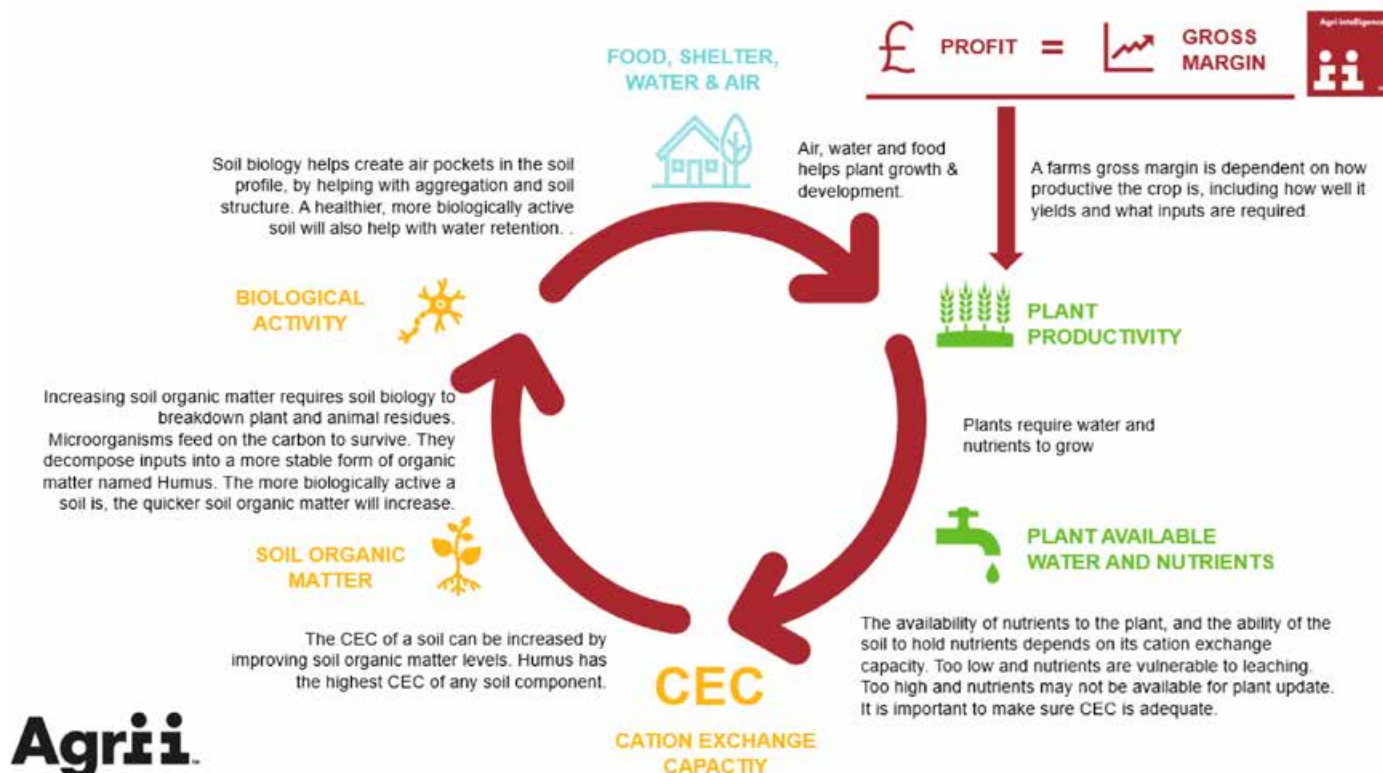 £ PROFIT = GROSS
MARGIN
Agri intelligence
FOOD, SHELTER,
WATER & AIR
Air, water and food
helps plant growth &
development.
A farms gross margin is dependent on how
productive the crop is, including how well it
yields and what inputs are required.
Soil biology helps create air pockets in the soil
profile, by helping with aggregation and soil
structure. A healthier, more biologically active
soil will also help with water retention. .
BIOLOGICAL
ACTIVITY
PLANT
PRODUCTIVITY
Increasing soil organic matter requires soil biology to
breakdown plant and animal residues.
Microorganisms feed on the carbon to survive. They
decompose inputs into a more stable form of organic
matter named Humus. The more biologically active a
soil is, the quicker soil organic matter will increase.
Plants require water and
nutrients to grow
SOIL ORGANIC
MATTER
PLANT AVAILABLE
WATER AND NUTRIENTS
The CEC of a soil can be increased by
improving soil organic matter levels. Humus has
the highest CEC of any soil component.
The availability of nutrients to the plant, and the ability of the
soil to hold nutrients depends on its cation exchange
capacity. Too low and nutrients are vulnerable to leaching.
Too high and nutrients may not be available for plant update.
It is important to make sure CEC is adequate.
CEC
CATION EXCHANGE
CAPACTIY
Agrii